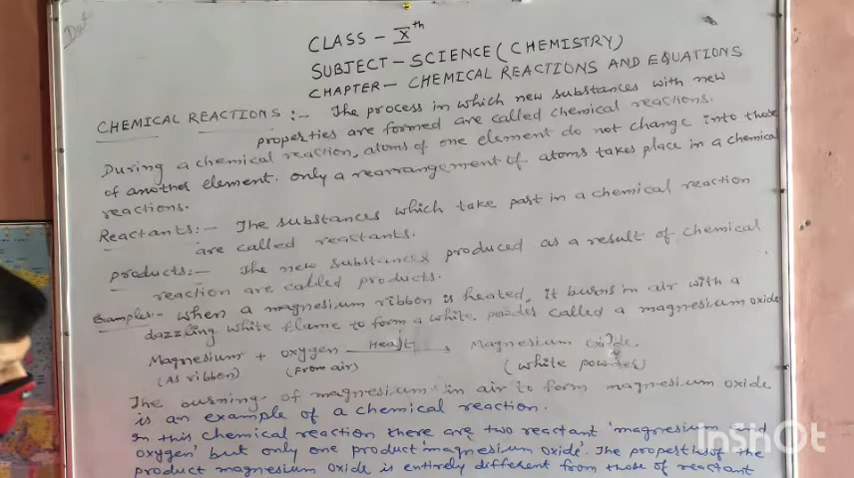 CLASS - Xth
SUBJECT - SCIENCE (CHEMISTRY)
CHAPTER - CHEMICAL REACTIONS AND EQUATIONS
CHEMICAL REACTIONS :- The process in which new substances with new
properties are formed are called chemical reactions.
During a chemical reaction, atoms of one element do not change into those
of another element. only a rearrangement of atoms takes place in a chemical
reactions.
Reactants:- The substances which take part in a chemical reaction
are called reactants.
products:- The new substances produced as a result of chemical
reaction are called products.
Example:- when a magnesium ribbon is heated, it burns in air with a
dazzling white flame to form a white powder called a magnesium oxide
Magnesium + oxygen Heat Magnesium oxide.
(As ribbon) (From air) (white powder)
The burning of magnesium in air to form magnesium oxide
is an example of a chemical reaction.
In this chemical reaction there are two reactant 'magnesium and
oxygen' but only one product 'magnesium oxide'. The properties of the
product magnesium oxide is entirely different from those of reactant
InShOt